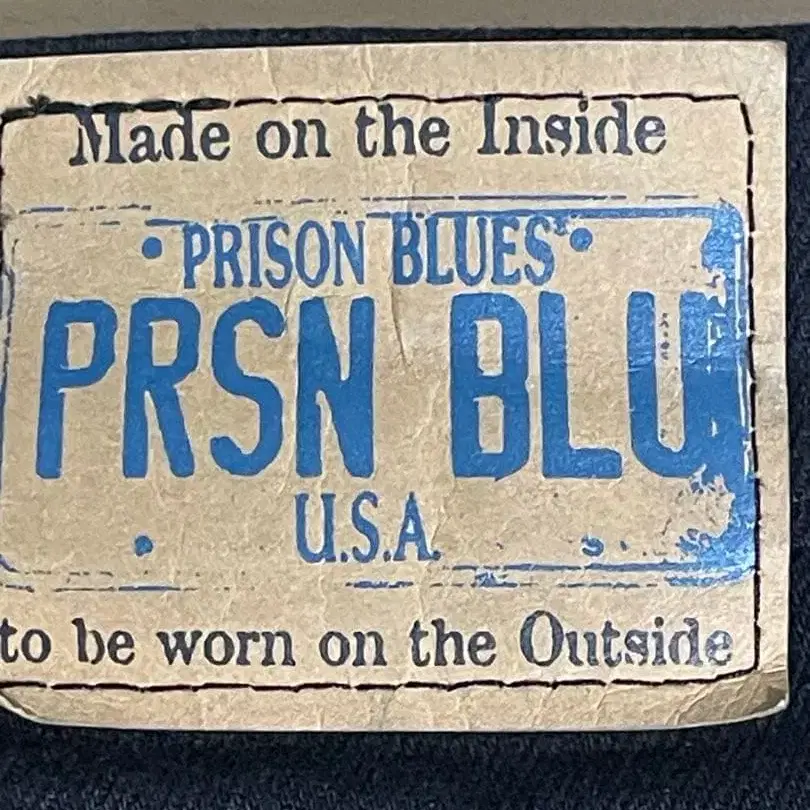 Made on the Inside
PRISON BLUES
PRSN BLU
U.S.A.
to be worn on the Outside